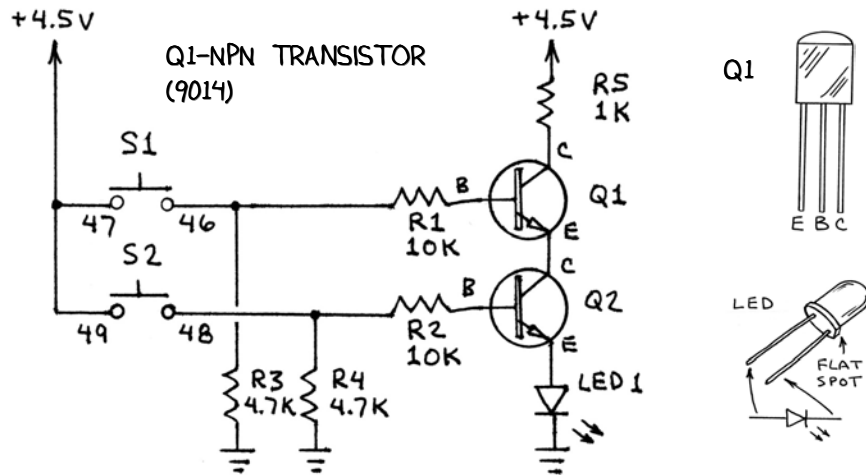 +4.5V
+4.5V
Q1-NPN TRANSISTOR
(9014)
Q1
R5
1K
S1
C
B
Q1
47
46
R1
10K
E
E B C
S2
C
B
Q2
49
48
R2
10K
E
LED
FLAT
SPOT
R3
4.7K
R4
4.7K
LED 1